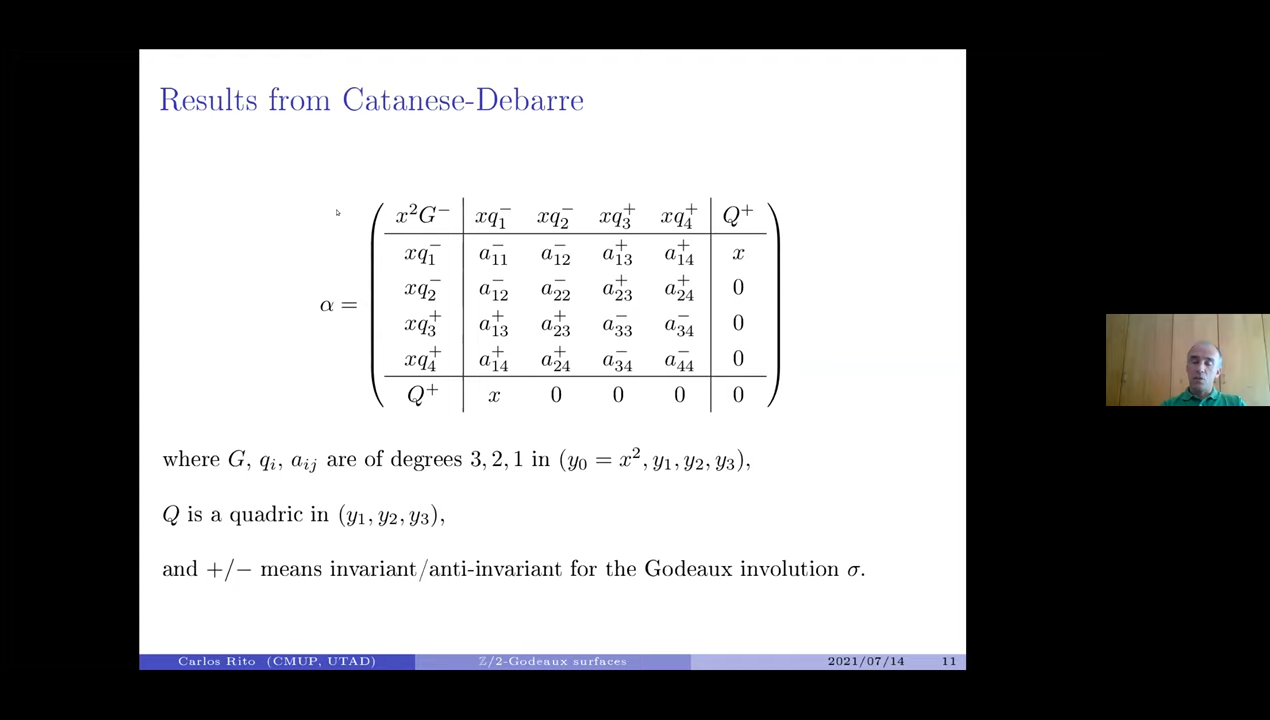 Results from Catanese-Debarre
x²G⁻ xq₁⁻ xq₂⁻ xq₃⁺ xq₄⁺ Q⁺
xq₁⁻ a₁₁⁻ a₁₂⁻ a₁₃⁺ a₁₄⁺ x
xq₂⁻ a₁₂⁻ a₂₂⁻ a₂₃⁺ a₂₄⁺ 0
α = xq₃⁺ a₁₃⁺ a₂₃⁺ a₃₃⁻ a₃₄⁻ 0
xq₄⁺ a₁₄⁺ a₂₄⁺ a₃₄⁻ a₄₄⁻ 0
Q⁺ x 0 0 0 0
where G, qᵢ, aᵢⱼ are of degrees 3, 2, 1 in (y₀ = x², y₁, y₂, y₃),
Q is a quadric in (y₁, y₂, y₃),
and +/− means invariant/anti-invariant for the Godeaux involution σ.
Carlos Rito (CMUP, UTAD) ℤ/2-Godeaux surfaces 2021/07/14 11